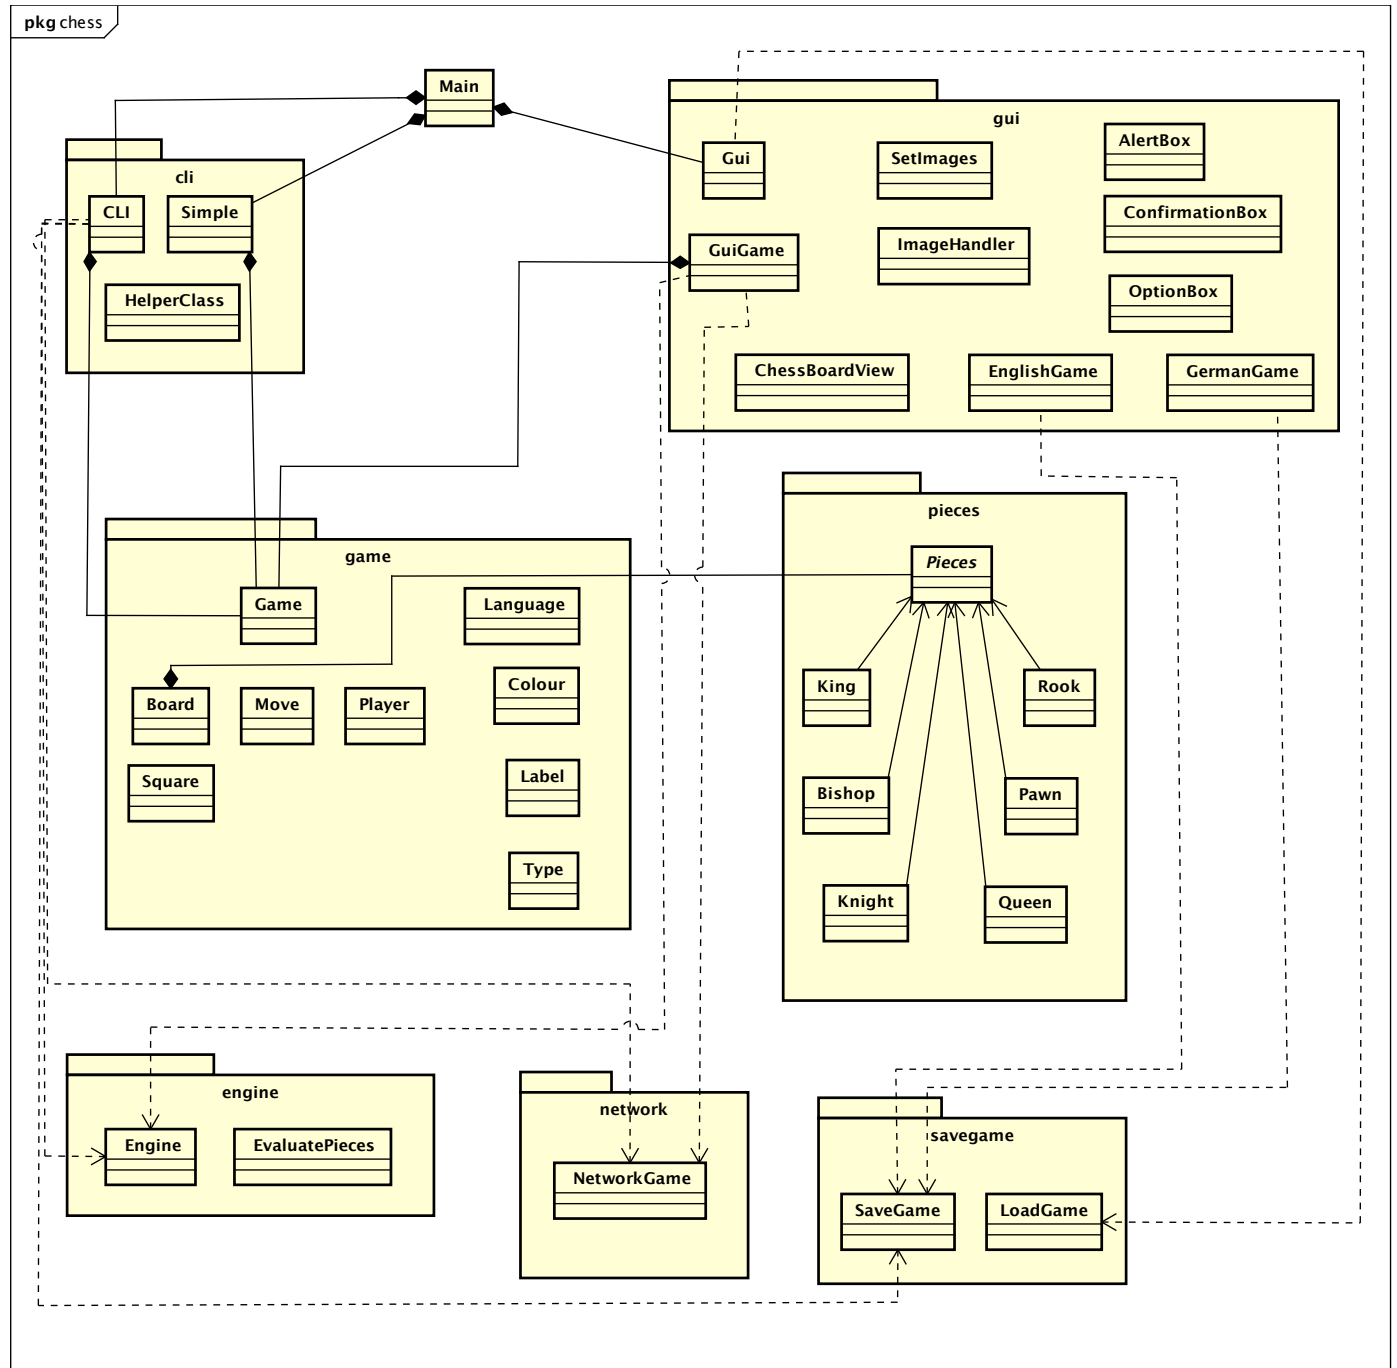 pkg chess
Main
cli
CLI
Simple
HelperClass
gui
Gui
SetImages
AlertBox
ConfirmationBox
GuiGame
ImageHandler
OptionBox
ChessBoardView
EnglishGame
GermanGame
game
Game
Language
Board
Move
Player
Colour
Square
Label
Type
pieces
Pieces
King
Rook
Bishop
Pawn
Knight
Queen
engine
Engine
EvaluatePieces
network
NetworkGame
savegame
SaveGame
LoadGame